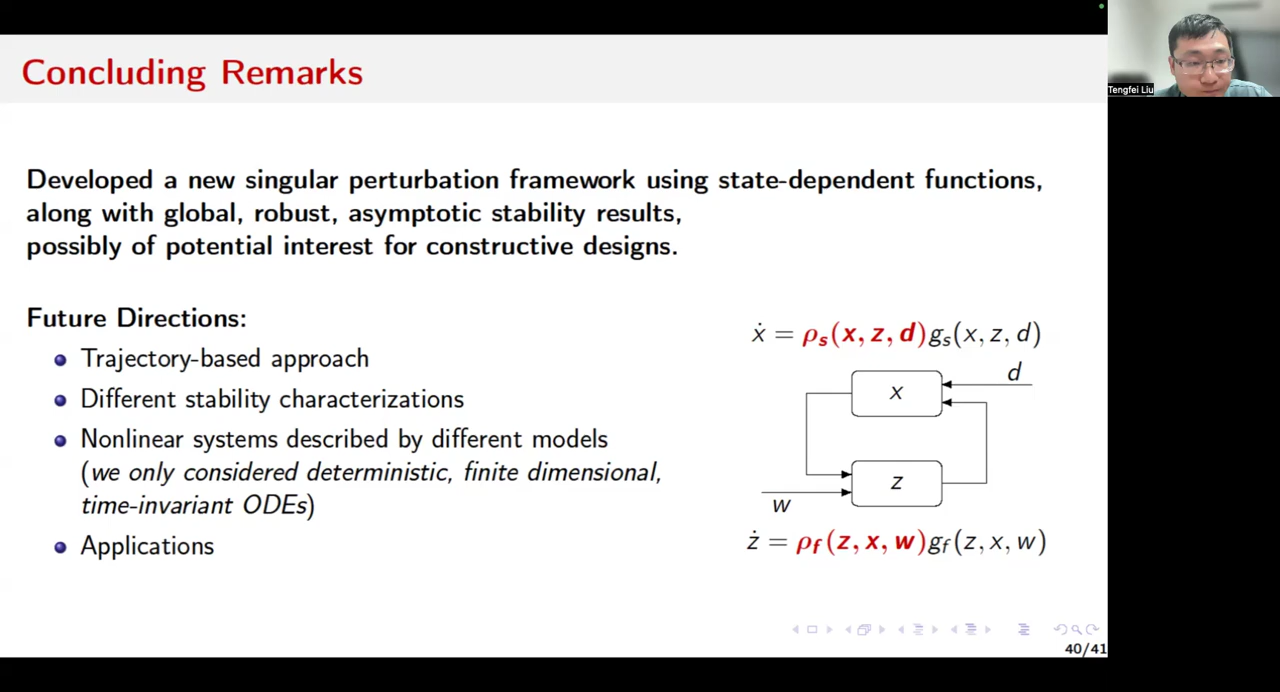 Concluding Remarks
Tengfei Liu
Developed a new singular perturbation framework using state-dependent functions,
along with global, robust, asymptotic stability results,
possibly of potential interest for constructive designs.
Future Directions:
Trajectory-based approach
Different stability characterizations
Nonlinear systems described by different models
(we only considered deterministic, finite dimensional,
time-invariant ODEs)
Applications
ẋ = ρₛ(x, z, d)gₛ(x, z, d)
d
x
z
w
ż = ρ_f(z, x, w)g_f(z, x, w)
40/41